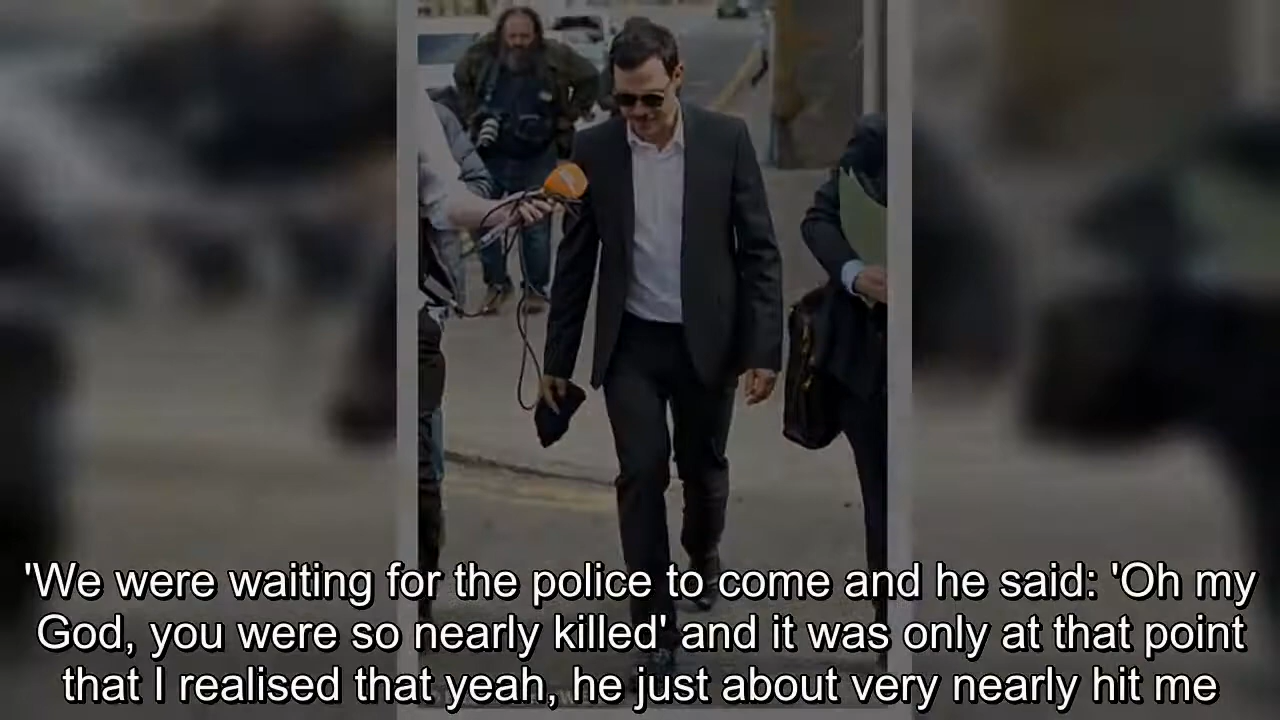 'We were waiting for the police to come and he said: 'Oh my
God, you were so nearly killed' and it was only at that point
that I realised that yeah, he just about very nearly hit me